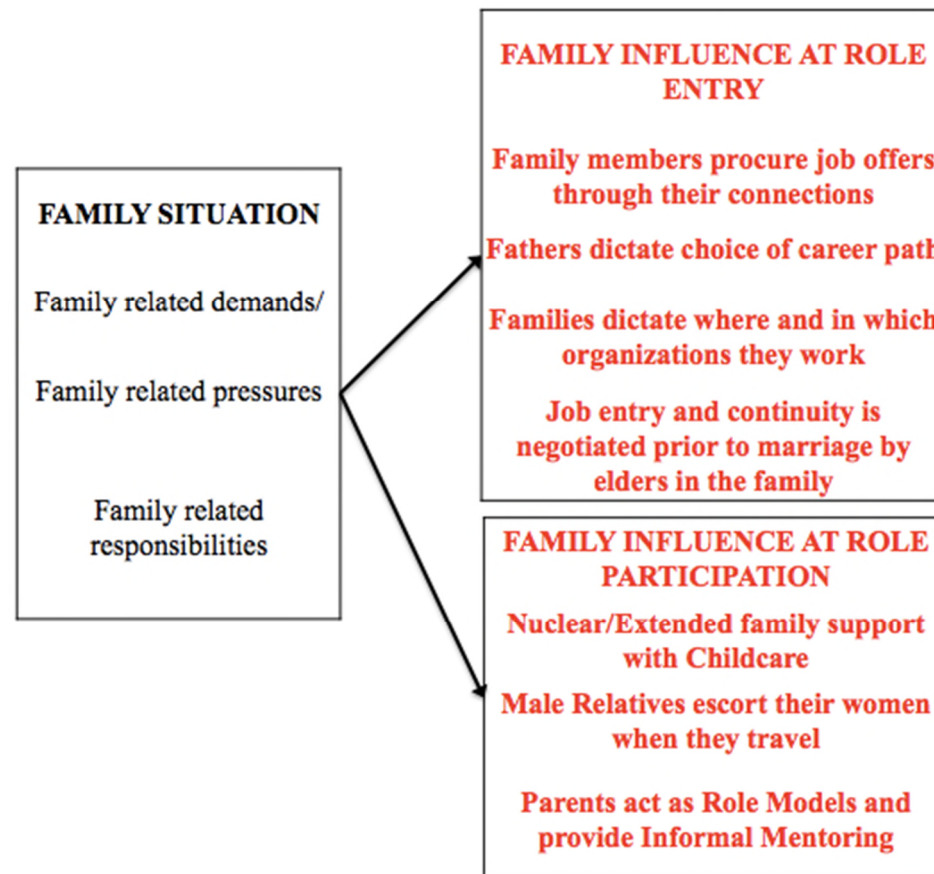 FAMILY SITUATION
Family related demands/
Family related pressures
Family related
responsibilities
FAMILY INFLUENCE AT ROLE
ENTRY
Family members procure job offers
through their connections
Fathers dictate choice of career path
Families dictate where and in which
organizations they work
Job entry and continuity is
negotiated prior to marriage by
elders in the family
FAMILY INFLUENCE AT ROLE
PARTICIPATION
Nuclear/Extended family support
with Childcare
Male Relatives escort their women
when they travel
Parents act as Role Models and
provide Informal Mentoring